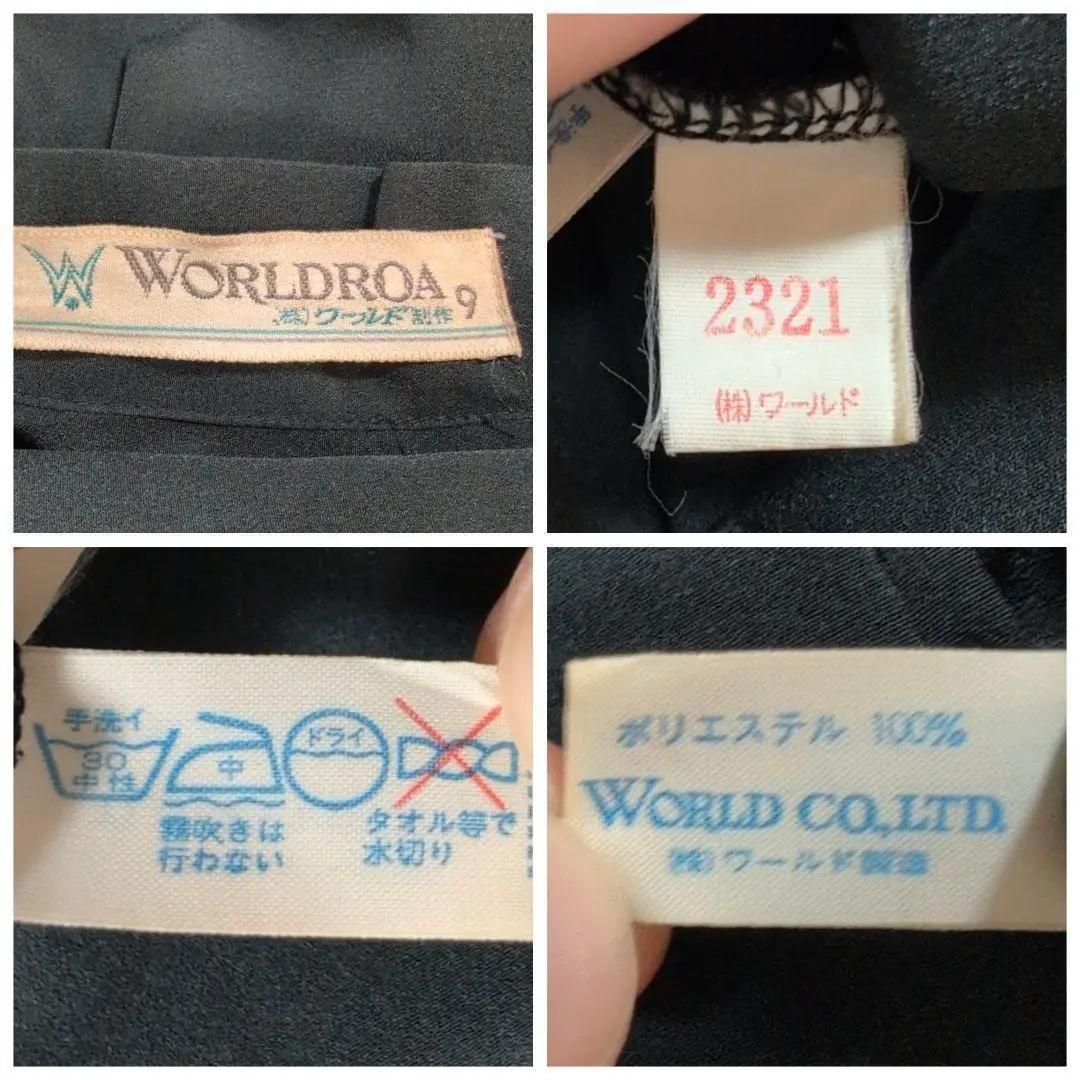 WORLDROA 9
(株)ワールド制作
手洗
2321
(株)ワールド
手洗イ
30
中性
中
ドライ
霧吹きは
行わない
タオル等で
水切り
ポリエステル 100%
WORLD CO.,LTD.
(株)ワールド製造